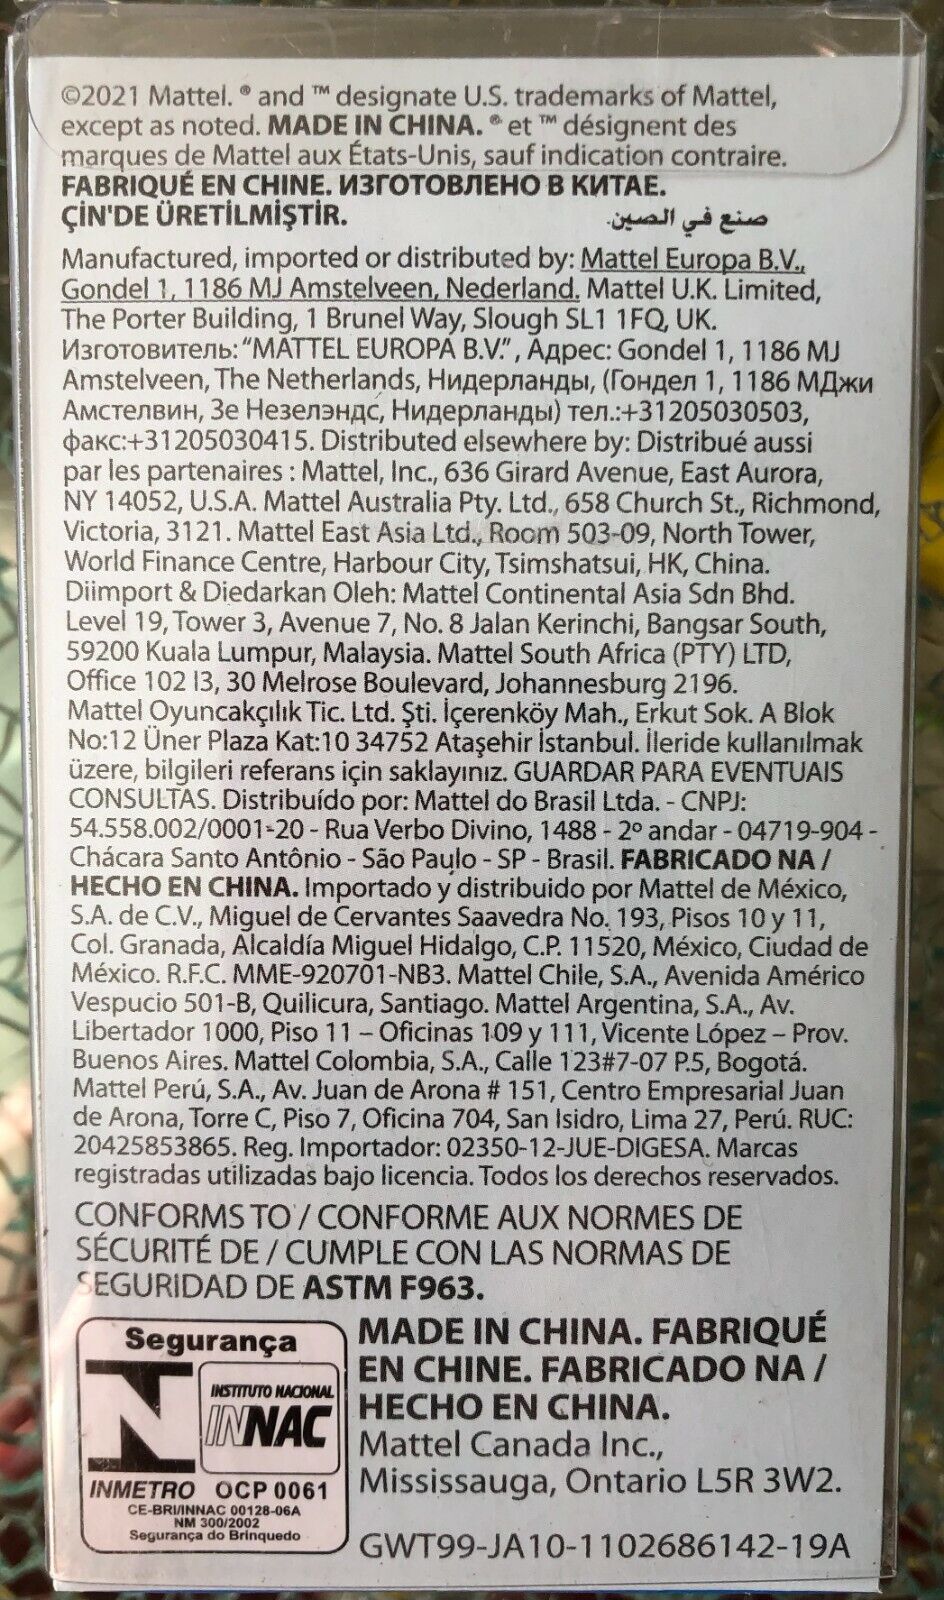 ©2021 Mattel. ® and ™ designate U.S. trademarks of Mattel,
except as noted. MADE IN CHINA. ® et ™ désignent des
marques de Mattel aux États-Unis, sauf indication contraire.
FABRIQUÉ EN CHINE. ИЗГОТОВЛЕНО В КИТАЕ.
ÇİN'DE ÜRETİLMİŞTİR. صنع في الصين.
Manufactured, imported or distributed by: Mattel Europa B.V.,
Gondel 1, 1186 MJ Amstelveen, Nederland. Mattel U.K. Limited,
The Porter Building, 1 Brunel Way, Slough SL1 1FQ, UK.
Изготовитель: “MATTEL EUROPA B.V.”, Адрес: Gondel 1, 1186 MJ
Amstelveen, The Netherlands, Нидерланды, (Гондел 1, 1186 МДжи
Амстелвин, Зе Незелэндс, Нидерланды) тел.:+31205030503,
факс:+31205030415. Distributed elsewhere by: Distribué aussi
par les partenaires : Mattel, Inc., 636 Girard Avenue, East Aurora,
NY 14052, U.S.A. Mattel Australia Pty. Ltd., 658 Church St., Richmond,
Victoria, 3121. Mattel East Asia Ltd., Room 503-09, North Tower,
World Finance Centre, Harbour City, Tsimshatsui, HK, China.
Diimport & Diedarkan Oleh: Mattel Continental Asia Sdn Bhd.
Level 19, Tower 3, Avenue 7, No. 8 Jalan Kerinchi, Bangsar South,
59200 Kuala Lumpur, Malaysia. Mattel South Africa (PTY) LTD,
Office 102 I3, 30 Melrose Boulevard, Johannesburg 2196.
Mattel Oyuncakçılık Tic. Ltd. Şti. İçerenköy Mah., Erkut Sok. A Blok
No:12 Üner Plaza Kat:10 34752 Ataşehir İstanbul. İleride kullanılmak
üzere, bilgileri referans için saklayınız. GUARDAR PARA EVENTUAIS
CONSULTAS. Distribuído por: Mattel do Brasil Ltda. - CNPJ:
54.558.002/0001-20 - Rua Verbo Divino, 1488 - 2º andar - 04719-904 -
Chácara Santo Antônio - São Paulo - SP - Brasil. FABRICADO NA /
HECHO EN CHINA. Importado y distribuido por Mattel de México,
S.A. de C.V., Miguel de Cervantes Saavedra No. 193, Pisos 10 y 11,
Col. Granada, Alcaldía Miguel Hidalgo, C.P. 11520, México, Ciudad de
México. R.F.C. MME-920701-NB3. Mattel Chile, S.A., Avenida Américo
Vespucio 501-B, Quilicura, Santiago. Mattel Argentina, S.A., Av.
Libertador 1000, Piso 11 – Oficinas 109 y 111, Vicente López – Prov.
Buenos Aires. Mattel Colombia, S.A., Calle 123#7-07 P.5, Bogotá.
Mattel Perú, S.A., Av. Juan de Arona # 151, Centro Empresarial Juan
de Arona, Torre C, Piso 7, Oficina 704, San Isidro, Lima 27, Perú. RUC:
20425853865. Reg. Importador: 02350-12-JUE-DIGESA. Marcas
registradas utilizadas bajo licencia. Todos los derechos reservados.
CONFORMS TO / CONFORME AUX NORMES DE
SÉCURITÉ DE / CUMPLE CON LAS NORMAS DE
SEGURIDAD DE ASTM F963.
Segurança
INSTITUTO NACIONAL
INNAC
INMETRO OCP 0061
CE-BRI/INNAC 00128-06A
NM 300/2002
Segurança do Brinquedo
MADE IN CHINA. FABRIQUÉ
EN CHINE. FABRICADO NA /
HECHO EN CHINA.
Mattel Canada Inc.,
Mississauga, Ontario L5R 3W2.
GWT99-JA10-1102686142-19A